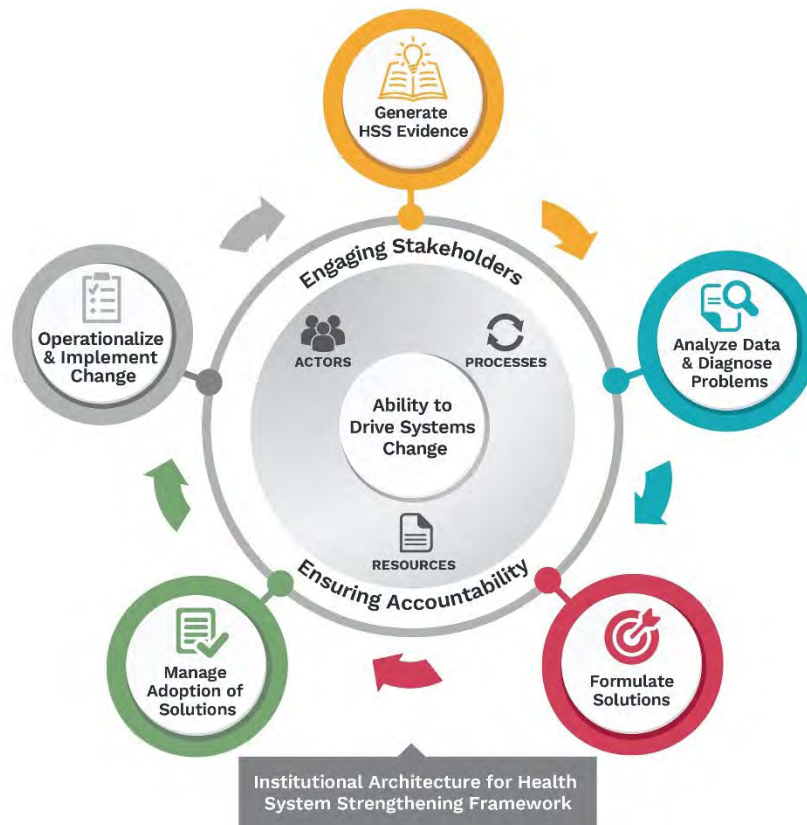 Generate
HSS Evidence
Engaging Stakeholders
Operationalize
& Implement
Change
ACTORS
PROCESSES
Analyze Data
& Diagnose
Problems
Ability to
Drive Systems
Change
RESOURCES
Ensuring Accountability
Manage
Adoption of
Solutions
Formulate
Solutions
Institutional Architecture for Health
System Strengthening Framework